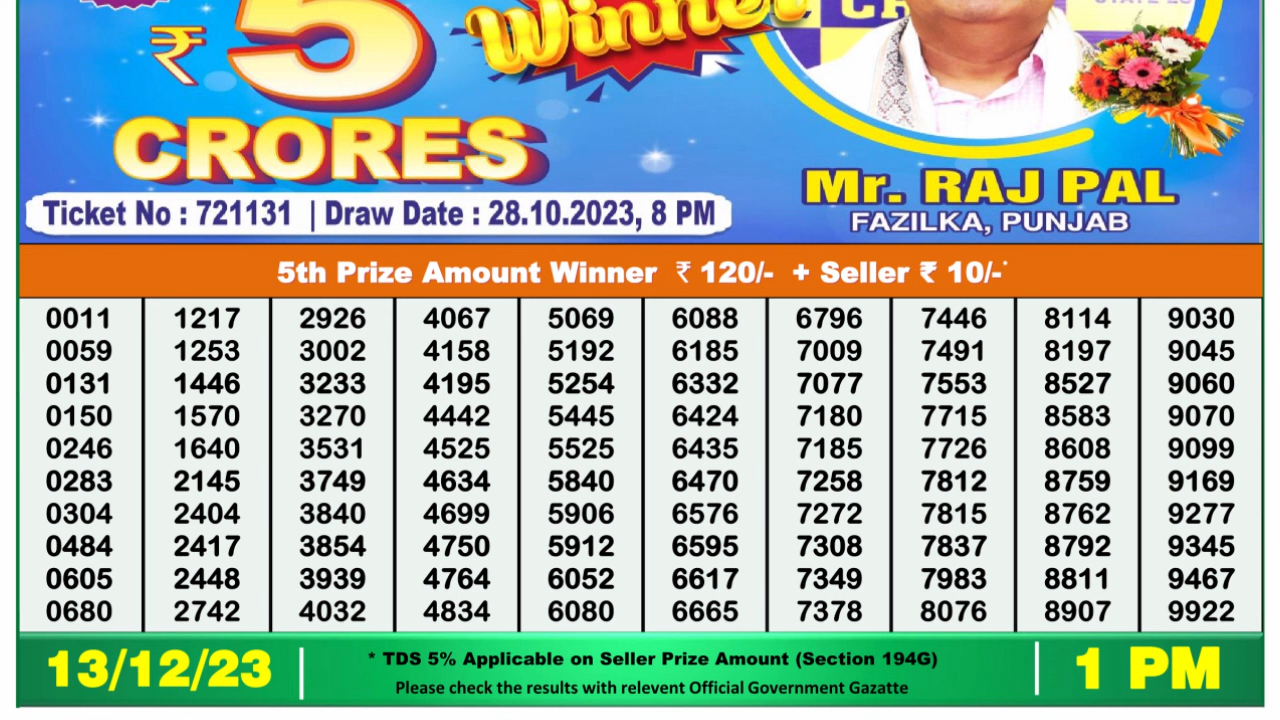 Winner
₹ 5
CRORES
Ticket No : 721131 | Draw Date : 28.10.2023, 8 PM
Mr. RAJ PAL
FAZILKA, PUNJAB
5th Prize Amount Winner ₹ 120/- + Seller ₹ 10/-*
0011 1217 2926 4067 5069 6088 6796 7446 8114 9030
0059 1253 3002 4158 5192 6185 7009 7491 8197 9045
0131 1446 3233 4195 5254 6332 7077 7553 8527 9060
0150 1570 3270 4442 5445 6424 7180 7715 8583 9070
0246 1640 3531 4525 5525 6435 7185 7726 8608 9099
0283 2145 3749 4634 5840 6470 7258 7812 8759 9169
0304 2404 3840 4699 5906 6576 7272 7815 8762 9277
0484 2417 3854 4750 5912 6595 7308 7837 8792 9345
0605 2448 3939 4764 6052 6617 7349 7983 8811 9467
0680 2742 4032 4834 6080 6665 7378 8076 8907 9922
13/12/23
* TDS 5% Applicable on Seller Prize Amount (Section 194G)
Please check the results with relevent Official Government Gazatte
1 PM